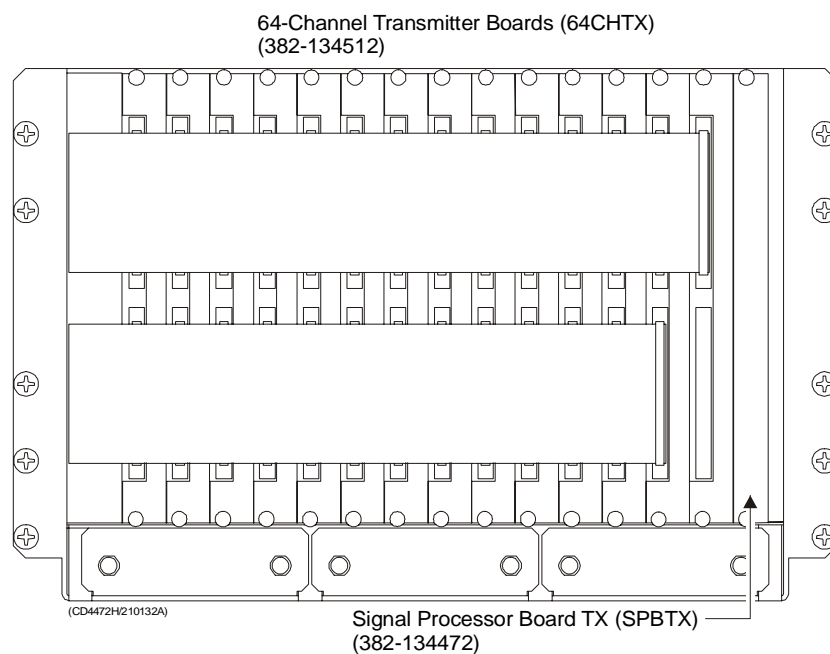 64-Channel Transmitter Boards (64CHTX)
(382-134512)
(CD4472H/210132A)
Signal Processor Board TX (SPBTX)
(382-134472)